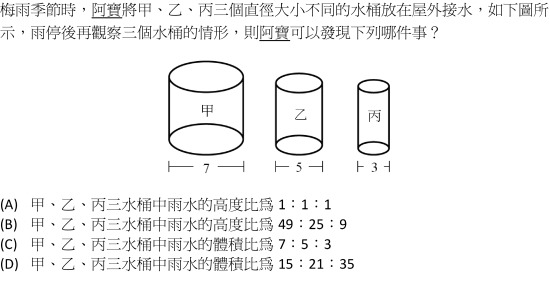 梅雨季節時，阿寶將甲、乙、丙三個直徑大小不同的水桶放在屋外接水，如下圖所
示，雨停後再觀察三個水桶的情形，則阿寶可以發現下列哪件事？
甲 乙 丙
7 5 3
(A) 甲、乙、丙三水桶中雨水的高度比為 1：1：1
(B) 甲、乙、丙三水桶中雨水的高度比為 49：25：9
(C) 甲、乙、丙三水桶中雨水的體積比為 7：5：3
(D) 甲、乙、丙三水桶中雨水的體積比為 15：21：35